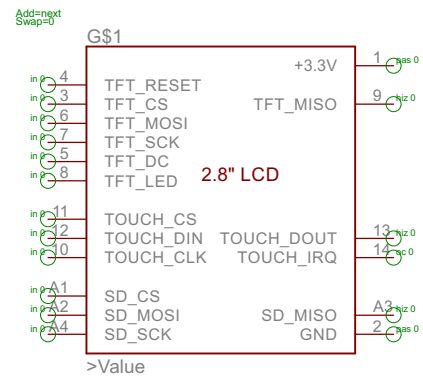 Add=next
Swap=0
G$1
+3.3V 1 pas 0
in 0 4 TFT_RESET
in 0 3 TFT_CS TFT_MISO 9 hiz 0
in 0 6 TFT_MOSI
in 0 7 TFT_SCK
in 0 5 TFT_DC
in 0 8 TFT_LED
2.8" LCD
in 0 11 TOUCH_CS
in 0 12 TOUCH_DIN TOUCH_DOUT 13 hiz 0
in 0 10 TOUCH_CLK TOUCH_IRQ 14 oc 0
in 0 A1 SD_CS
in 0 A2 SD_MOSI SD_MISO A3 hiz 0
in 0 A4 SD_SCK GND 2 pas 0
>Value